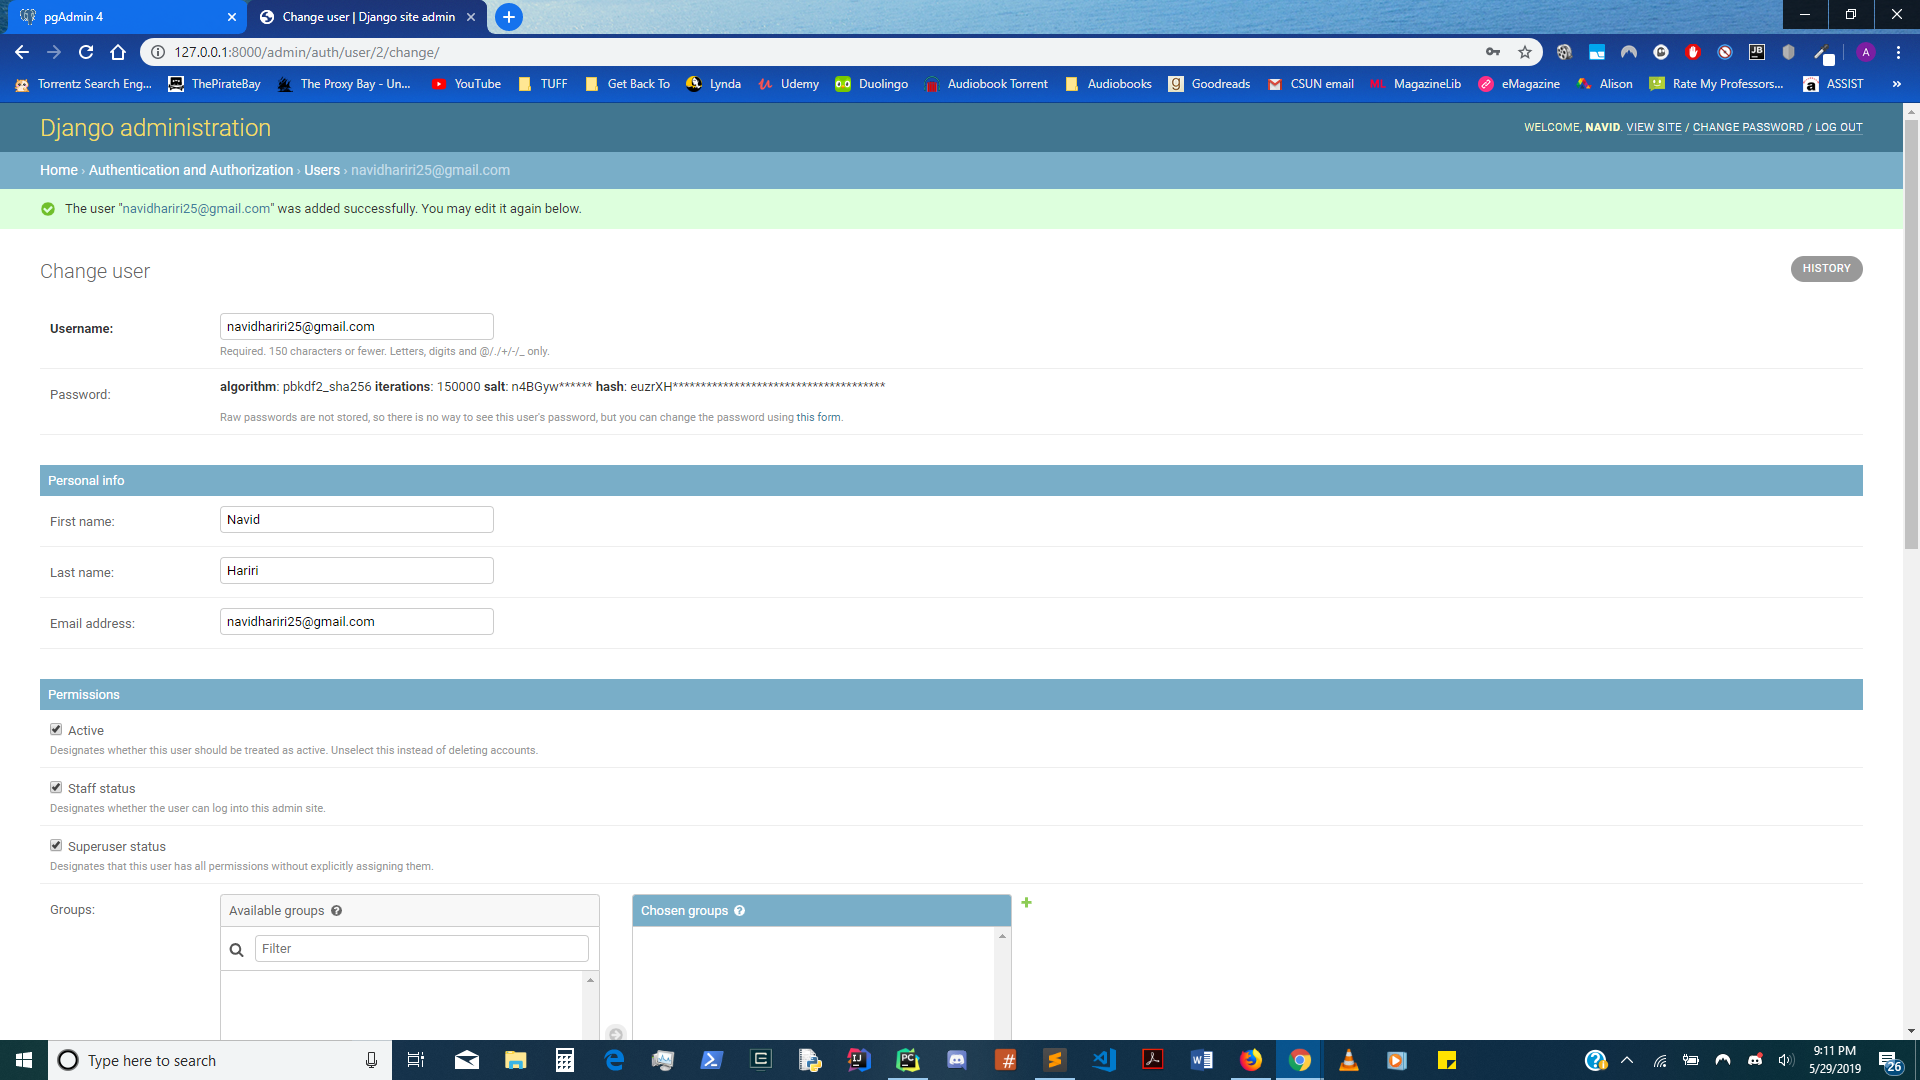 pgAdmin 4
Change user | Django site admin
127.0.0.1:8000/admin/auth/user/2/change/
Torrentz Search Eng...
ThePirateBay
The Proxy Bay - Un...
YouTube
TUFF
Get Back To
Lynda
Udemy
Duolingo
Audiobook Torrent
Audiobooks
Goodreads
CSUN email
MagazineLib
eMagazine
Alison
Rate My Professors...
ASSIST
Django administration
WELCOME, NAVID. VIEW SITE / CHANGE PASSWORD / LOG OUT
Home › Authentication and Authorization › Users › navidhariri25@gmail.com
The user "navidhariri25@gmail.com" was added successfully. You may edit it again below.
Change user
HISTORY
Username:
navidhariri25@gmail.com
Required. 150 characters or fewer. Letters, digits and @/./+/-/_ only.
Password:
algorithm: pbkdf2_sha256 iterations: 150000 salt: n4BGyw****** hash: euzrXH**************************************
Raw passwords are not stored, so there is no way to see this user's password, but you can change the password using this form.
Personal info
First name:
Navid
Last name:
Hariri
Email address:
navidhariri25@gmail.com
Permissions
Active
Designates whether this user should be treated as active. Unselect this instead of deleting accounts.
Staff status
Designates whether the user can log into this admin site.
Superuser status
Designates that this user has all permissions without explicitly assigning them.
Groups:
Available groups
Chosen groups
Filter
Type here to search
9:11 PM
5/29/2019
26